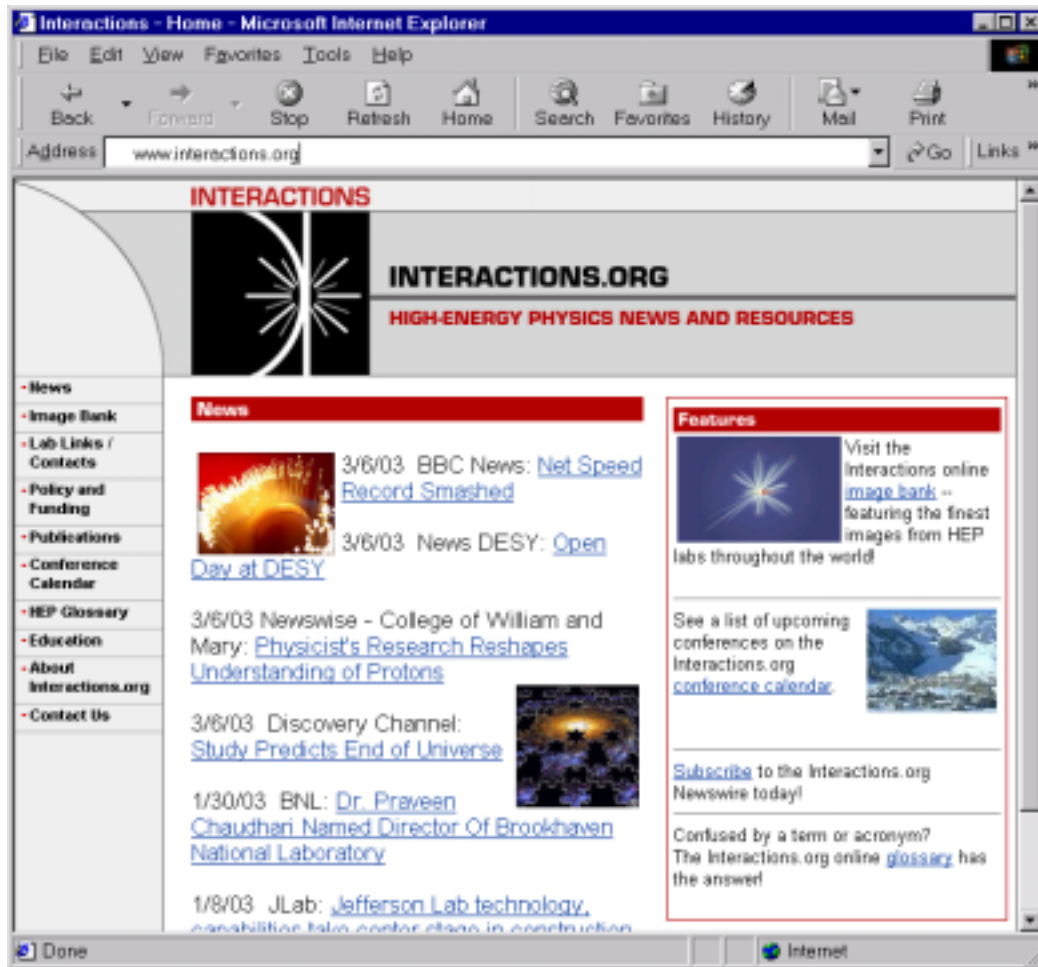 Interactions - Home - Microsoft Internet Explorer
File Edit View Favorites Tools Help
Back Forward Stop Refresh Home Search Favorites History Mail Print
Address www.interactions.org Go Links
INTERACTIONS
INTERACTIONS.ORG
HIGH-ENERGY PHYSICS NEWS AND RESOURCES
News
Image Bank
Lab Links /
Contacts
Policy and
Funding
Publications
Conference
Calendar
HEP Glossary
Education
About
Interactions.org
Contact Us
News
3/6/03 BBC News: Net Speed
Record Smashed
3/6/03 News DESY: Open
Day at DESY
3/6/03 Newswise - College of William and
Mary: Physicist's Research Reshapes
Understanding of Protons
3/6/03 Discovery Channel:
Study Predicts End of Universe
1/30/03 BNL: Dr. Praveen
Chaudhari Named Director Of Brookhaven
National Laboratory
1/8/03 JLab: Jefferson Lab technology,
capabilities take center stage in construction
Features
Visit the
Interactions online
image bank --
featuring the finest
images from HEP
labs throughout the world!
See a list of upcoming
conferences on the
Interactions.org
conference calendar.
Subscribe to the Interactions.org
Newswire today!
Confused by a term or acronym?
The Interactions.org online glossary has
the answer!
Done Internet